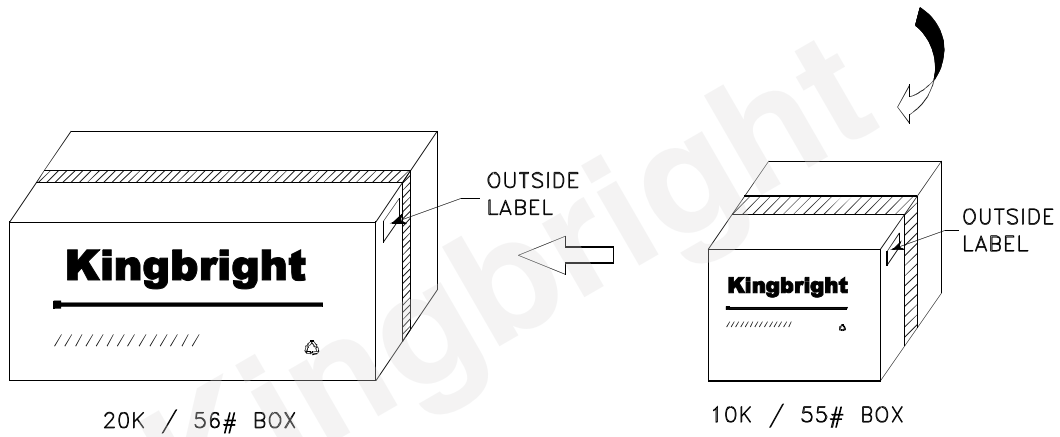 OUTSIDE
LABEL
Kingbright
20K / 56# BOX
OUTSIDE
LABEL
Kingbright
10K / 55# BOX
Kingbright